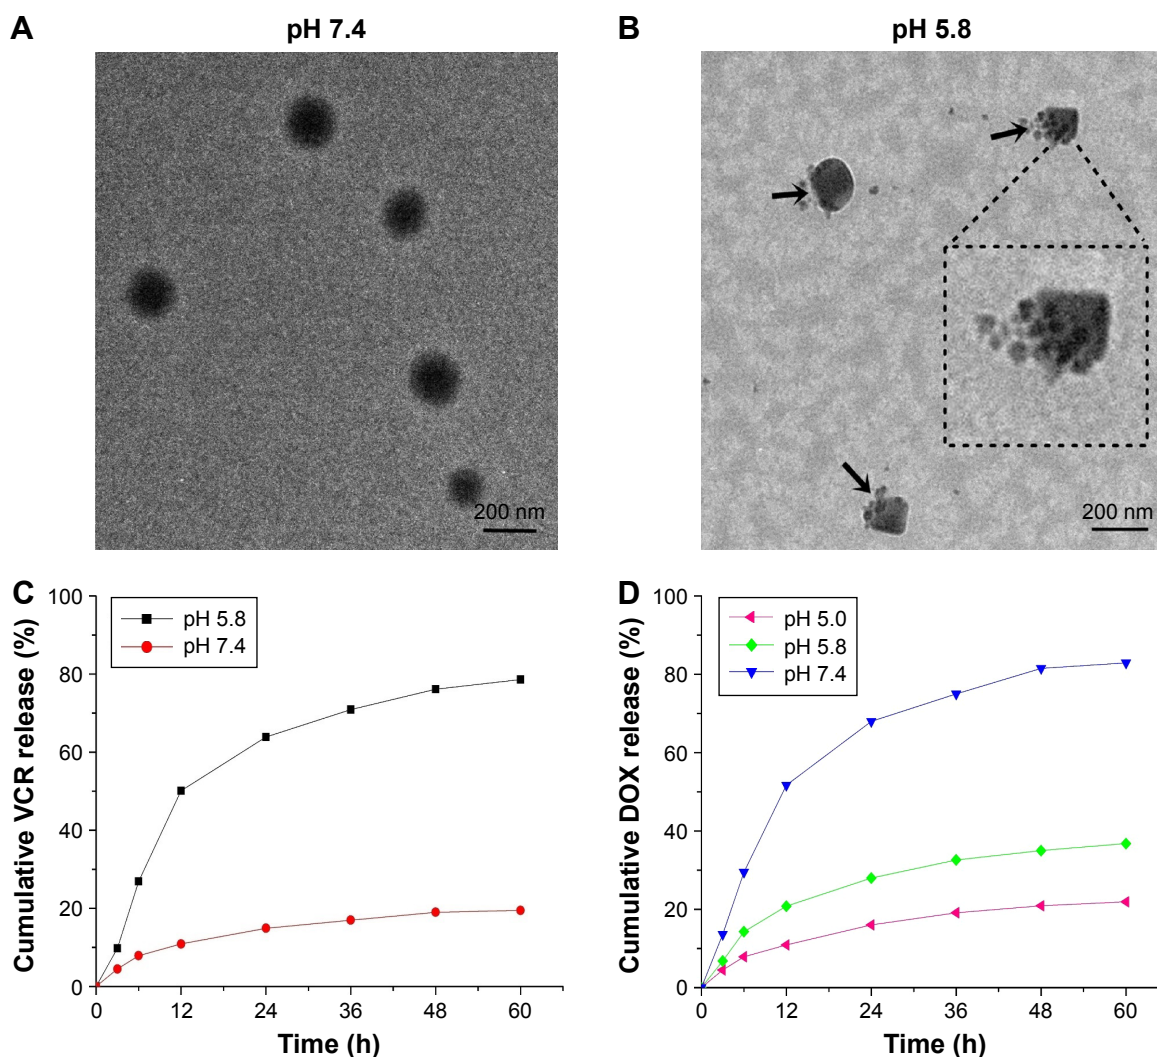 A
pH 7.4
200 nm
B
pH 5.8
200 nm
C
Cumulative VCR release (%)
100
80
60
40
20
0
pH 5.8
pH 7.4
0 12 24 36 48 60
Time (h)
D
Cumulative DOX release (%)
100
80
60
40
20
0
pH 5.0
pH 5.8
pH 7.4
0 12 24 36 48 60
Time (h)